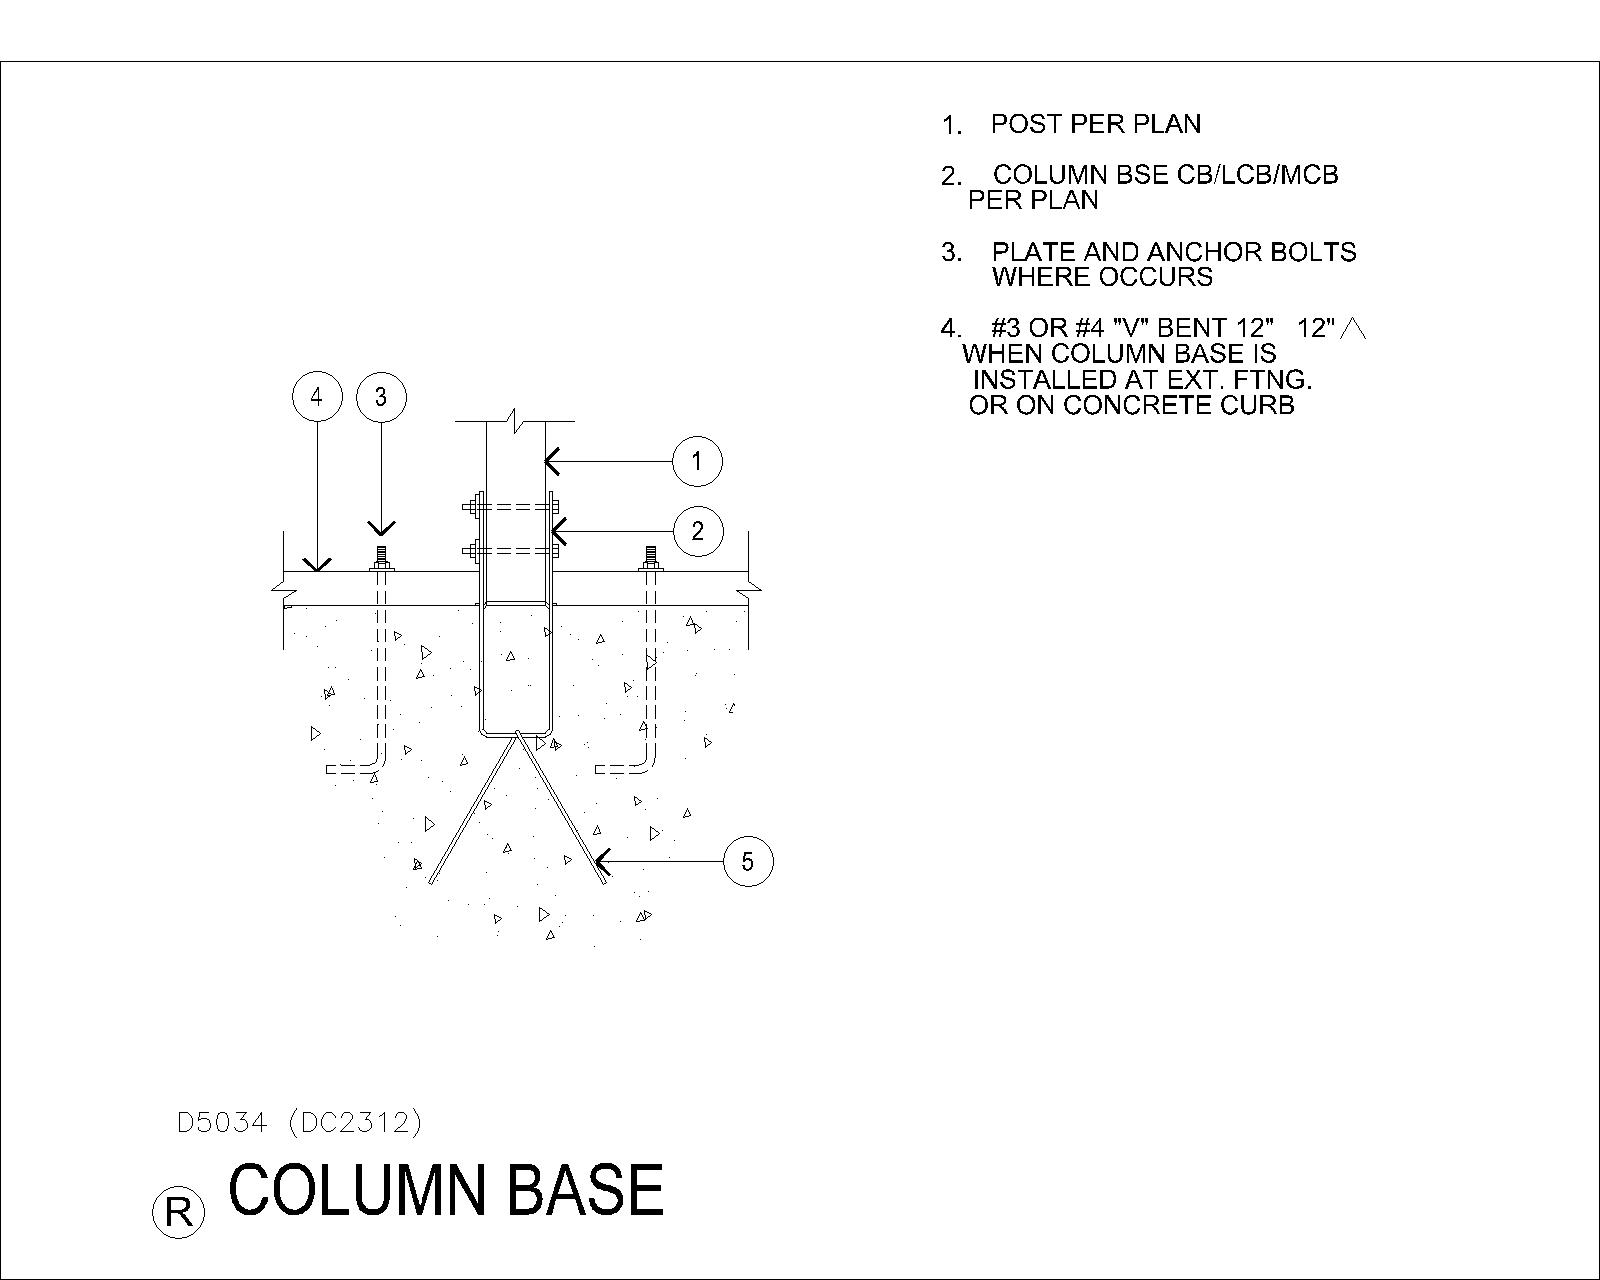 1. POST PER PLAN
2. COLUMN BSE CB/LCB/MCB
PER PLAN
3. PLATE AND ANCHOR BOLTS
WHERE OCCURS
4. #3 OR #4 "V" BENT 12" 12"
WHEN COLUMN BASE IS
INSTALLED AT EXT. FTNG.
OR ON CONCRETE CURB
4 3
1
2
5
D5034 (DC2312)
R COLUMN BASE